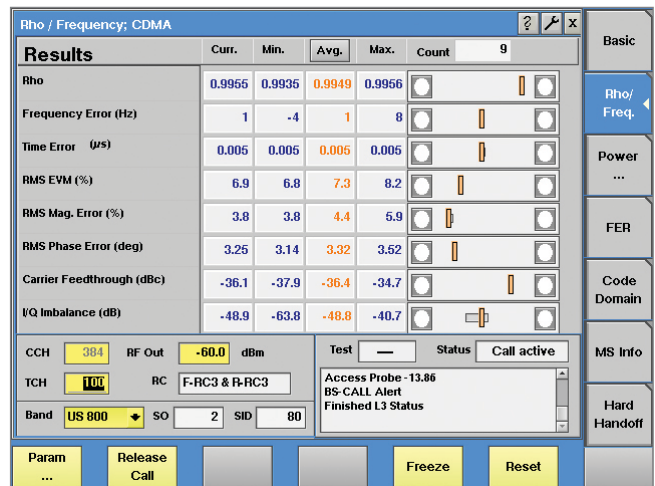 Rho / Frequency; CDMA ? x
Results Curr. Min. Avg. Max. Count 9
Rho 0.9955 0.9935 0.9949 0.9956
Frequency Error (Hz) 1 -4 1 8
Time Error (µs) 0.005 0.005 0.005 0.005
RMS EVM (%) 6.9 6.8 7.3 8.2
RMS Mag. Error (%) 3.8 3.8 4.4 5.9
RMS Phase Error (deg) 3.25 3.14 3.32 3.52
Carrier Feedthrough (dBc) -36.1 -37.9 -36.4 -34.7
I/Q Imbalance (dB) -48.9 -63.8 -48.8 -40.7
CCH 384 RF Out -60.0 dBm
TCH 100 RC F-RC3 & R-RC3
Band US 800 SO 2 SID 80
Test — Status Call active
Access Probe -13.86
BS-CALL Alert
Finished L3 Status
Param
...
Release
Call
Freeze
Reset
Basic
Rho/
Freq.
Power
...
FER
Code
Domain
MS Info
Hard
Handoff